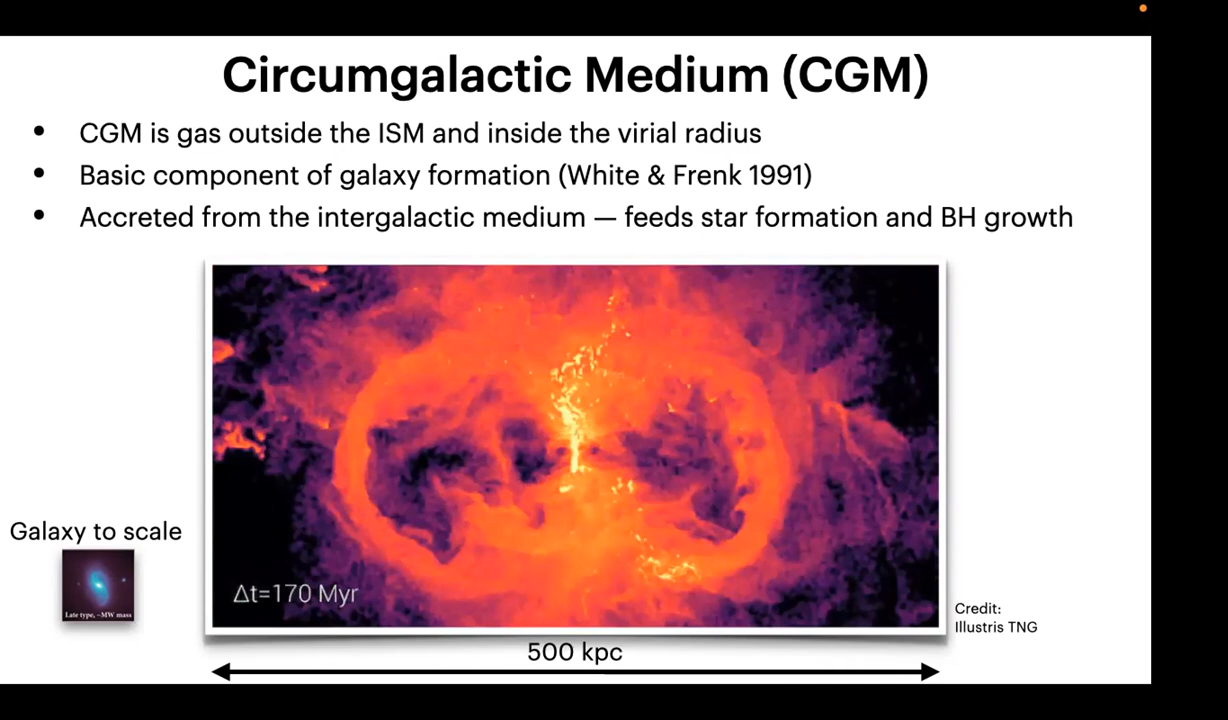 Circumgalactic Medium (CGM)
• CGM is gas outside the ISM and inside the virial radius
• Basic component of galaxy formation (White & Frenk 1991)
• Accreted from the intergalactic medium — feeds star formation and BH growth
Galaxy to scale
Late type, ~MW mass
Δt=170 Myr
Credit:
Illustris TNG
500 kpc